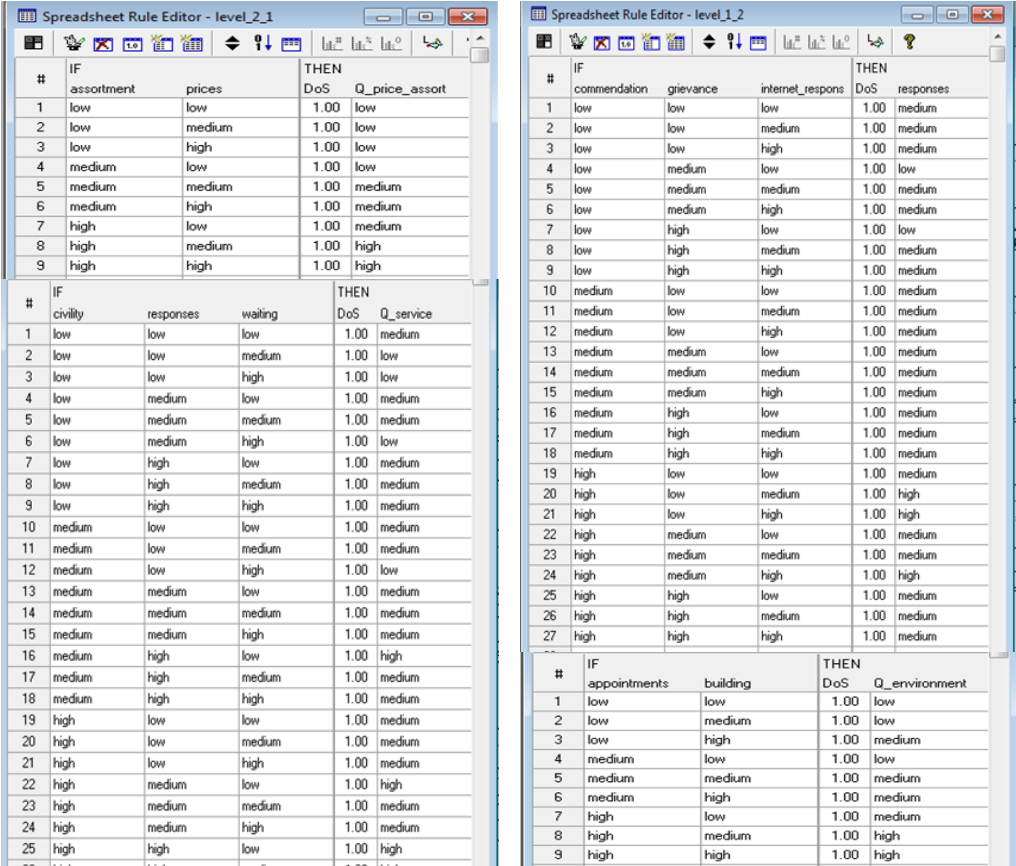 Spreadsheet Rule Editor - level_2_1
# IF THEN
assortment prices DoS Q_price_assort
1 low low 1.00 low
2 low medium 1.00 low
3 low high 1.00 low
4 medium low 1.00 low
5 medium medium 1.00 medium
6 medium high 1.00 medium
7 high low 1.00 medium
8 high medium 1.00 high
9 high high 1.00 high
# IF THEN
civility responses waiting DoS Q_service
1 low low low 1.00 medium
2 low low medium 1.00 low
3 low low high 1.00 low
4 low medium low 1.00 medium
5 low medium medium 1.00 medium
6 low medium high 1.00 low
7 low high low 1.00 medium
8 low high medium 1.00 medium
9 low high high 1.00 medium
10 medium low low 1.00 medium
11 medium low medium 1.00 medium
12 medium low high 1.00 low
13 medium medium low 1.00 medium
14 medium medium medium 1.00 medium
15 medium medium high 1.00 medium
16 medium high low 1.00 high
17 medium high medium 1.00 medium
18 medium high high 1.00 medium
19 high low low 1.00 medium
20 high low medium 1.00 medium
21 high low high 1.00 medium
22 high medium low 1.00 high
23 high medium medium 1.00 medium
24 high medium high 1.00 medium
25 high high low 1.00 high
Spreadsheet Rule Editor - level_1_2
# IF THEN
commendation grievance internet_respons DoS responses
1 low low low 1.00 medium
2 low low medium 1.00 medium
3 low low high 1.00 medium
4 low medium low 1.00 low
5 low medium medium 1.00 medium
6 low medium high 1.00 medium
7 low high low 1.00 low
8 low high medium 1.00 medium
9 low high high 1.00 medium
10 medium low low 1.00 medium
11 medium low medium 1.00 medium
12 medium low high 1.00 medium
13 medium medium low 1.00 medium
14 medium medium medium 1.00 medium
15 medium medium high 1.00 medium
16 medium high low 1.00 medium
17 medium high medium 1.00 medium
18 medium high high 1.00 medium
19 high low low 1.00 medium
20 high low medium 1.00 high
21 high low high 1.00 high
22 high medium low 1.00 medium
23 high medium medium 1.00 medium
24 high medium high 1.00 high
25 high high low 1.00 medium
26 high high medium 1.00 medium
27 high high high 1.00 medium
# IF THEN
appointments building DoS Q_environment
1 low low 1.00 low
2 low medium 1.00 low
3 low high 1.00 medium
4 medium low 1.00 low
5 medium medium 1.00 medium
6 medium high 1.00 medium
7 high low 1.00 medium
8 high medium 1.00 high
9 high high 1.00 high